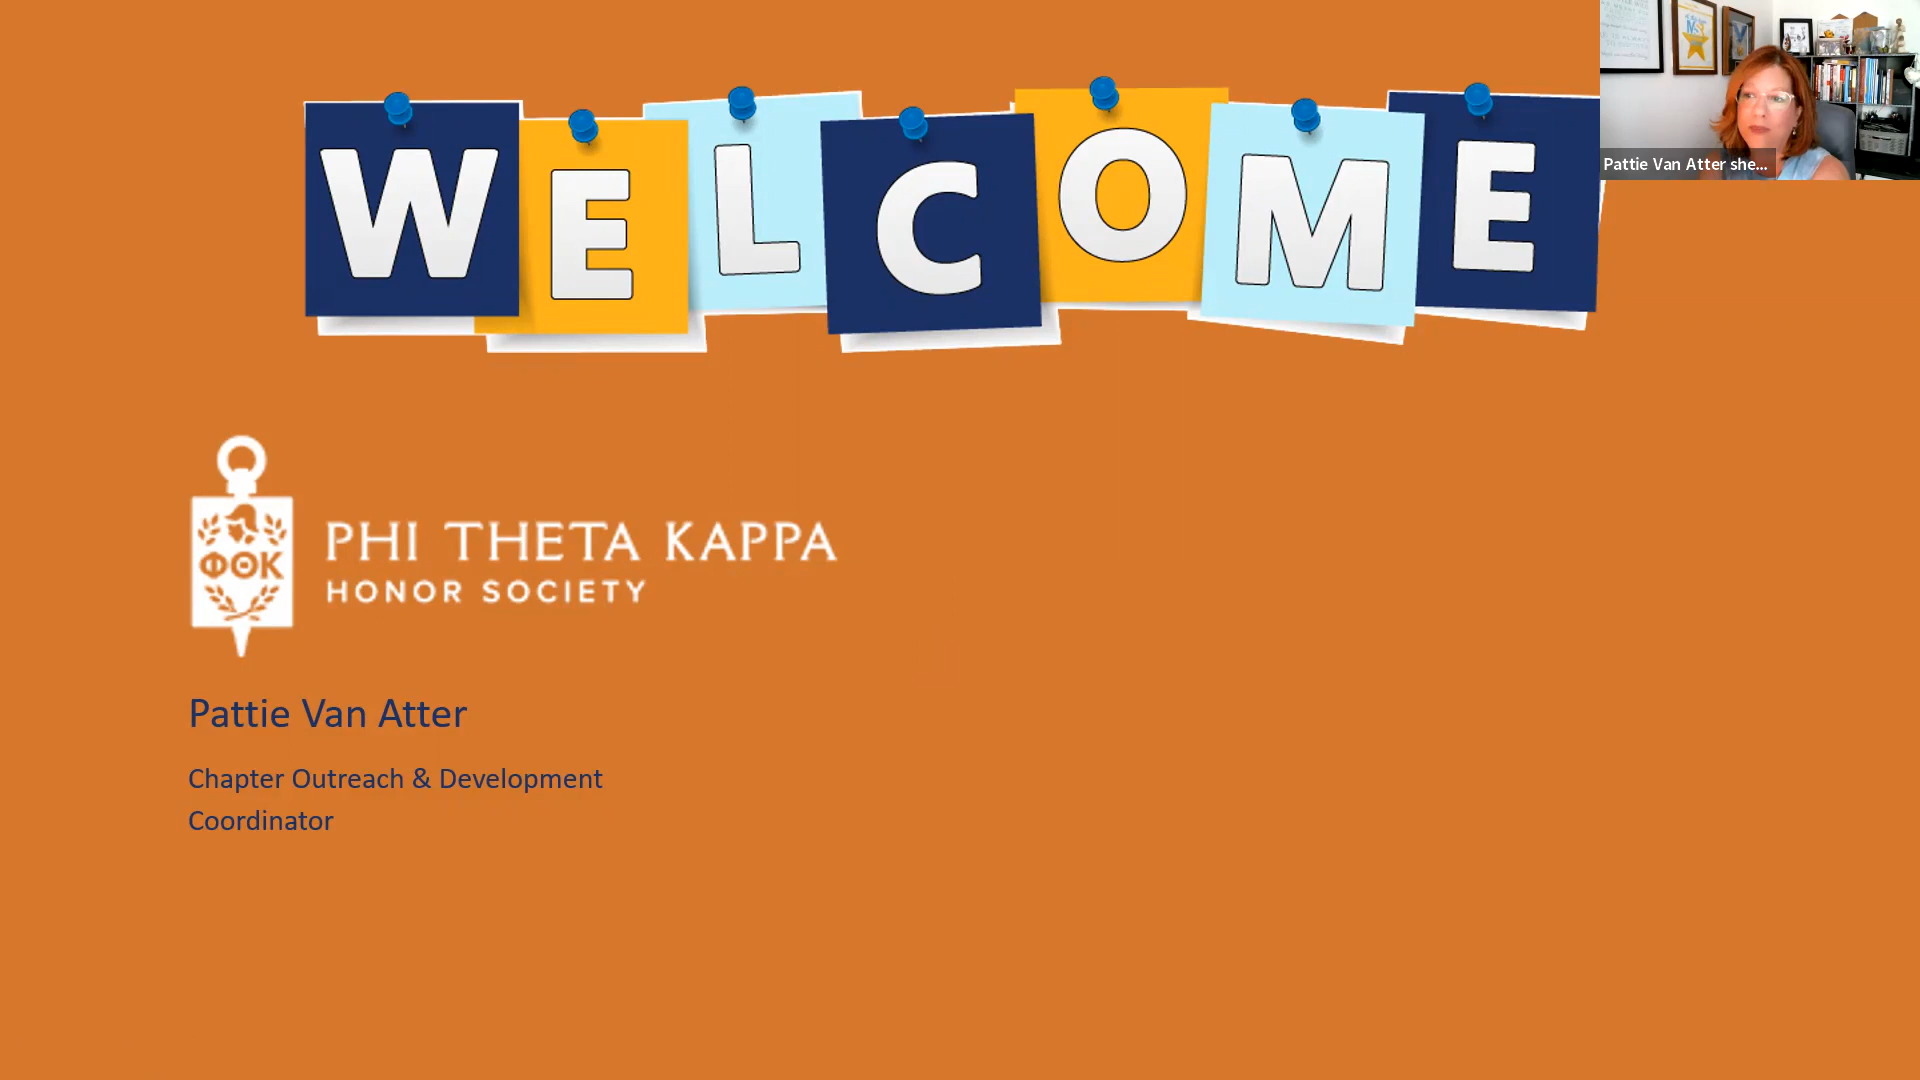 WELCOME
Pattie Van Atter she...
ΦΘΚ
PHI THETA KAPPA
HONOR SOCIETY
Pattie Van Atter
Chapter Outreach & Development
Coordinator